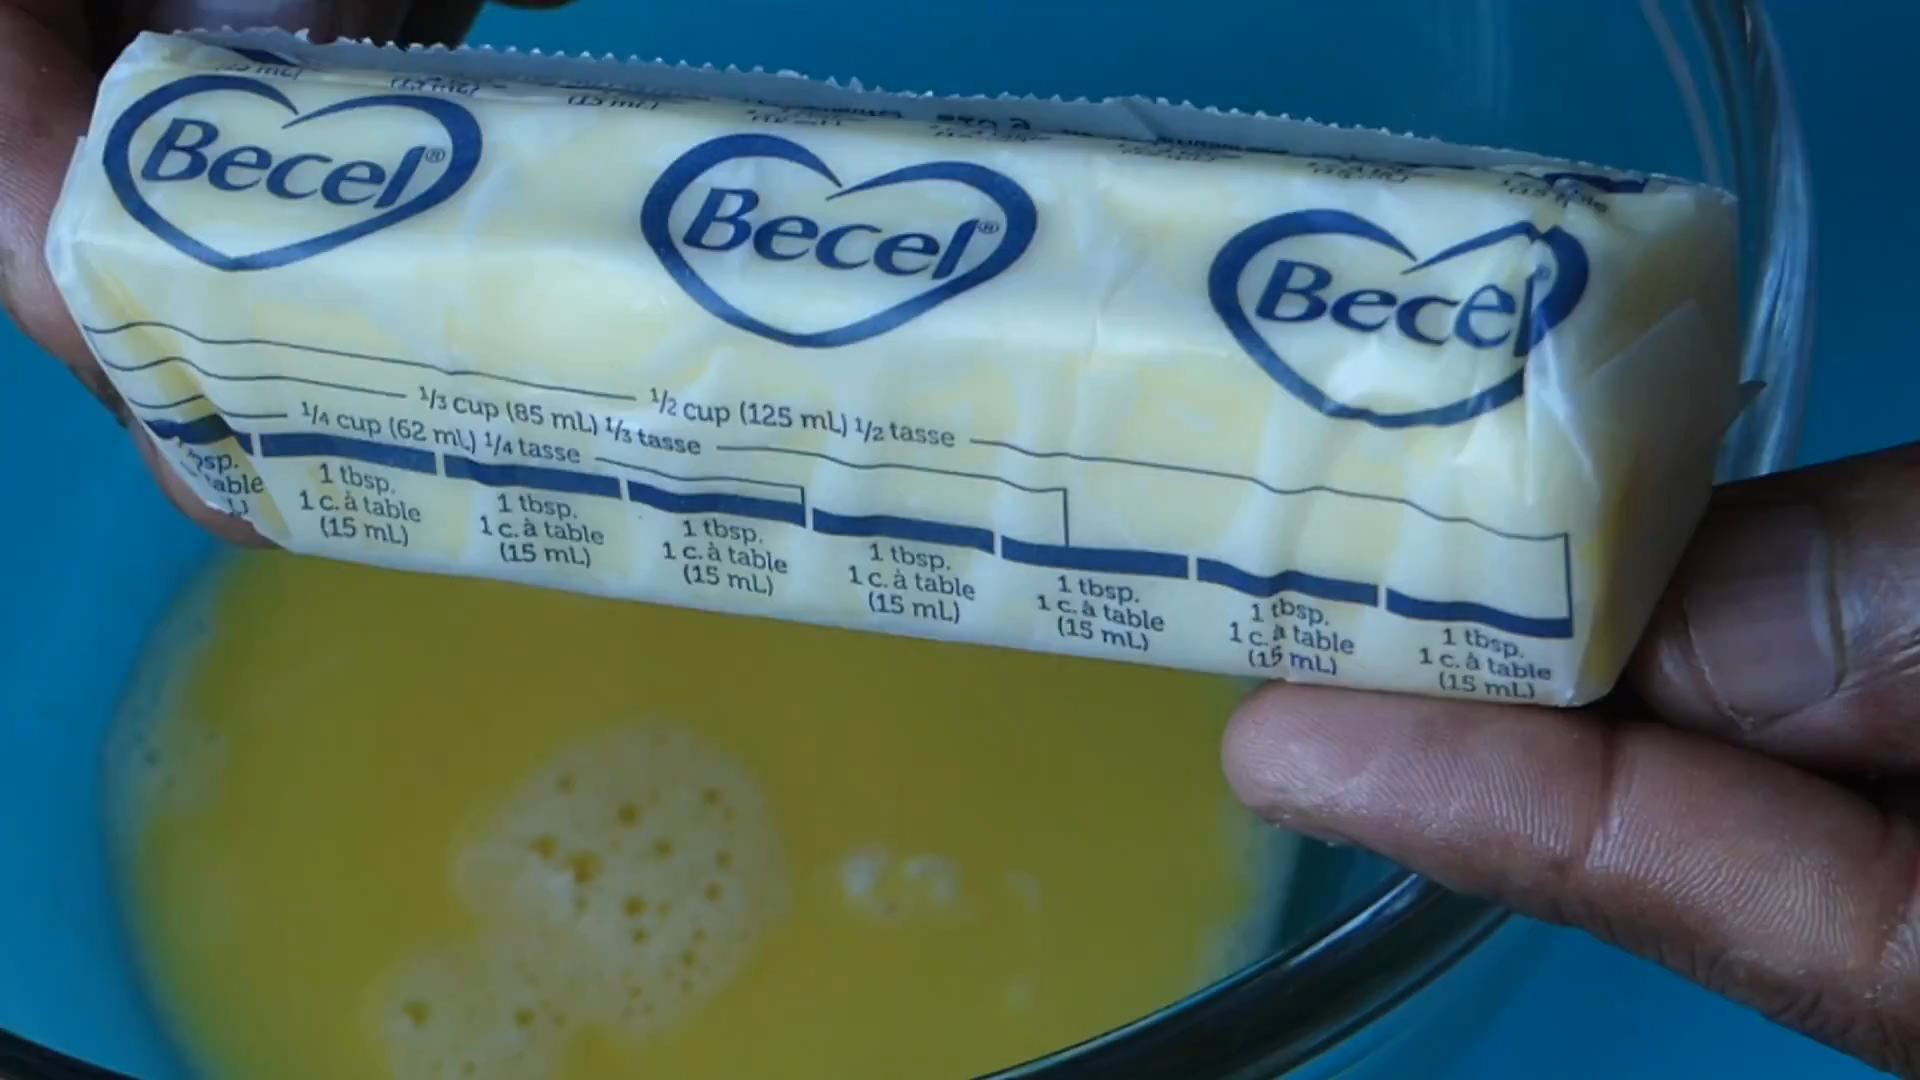 Becel®
Becel®
Becel
1/2 cup (125 mL) 1/2 tasse
1/3 cup (85 mL) 1/3 tasse
1/4 cup (62 mL) 1/4 tasse
1 tbsp.
1 c. à table
(15 mL)
1 tbsp.
1 c. à table
(15 mL)
1 tbsp.
1 c. à table
(15 mL)
1 tbsp.
1 c. à table
(15 mL)
1 tbsp.
1 c. à table
(15 mL)
1 tbsp.
1 c. à table
(15 mL)
1 tbsp.
1 c. à table
(15 mL)